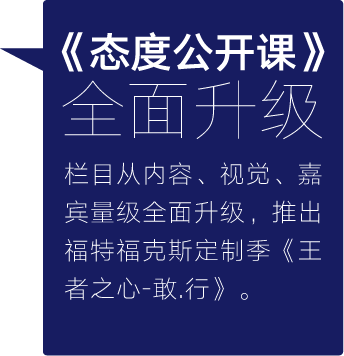 《态度公开课》
全面升级
栏目从内容、视觉、嘉
宾量级全面升级，推出
福特福克斯定制季《王
者之心-敢.行》。